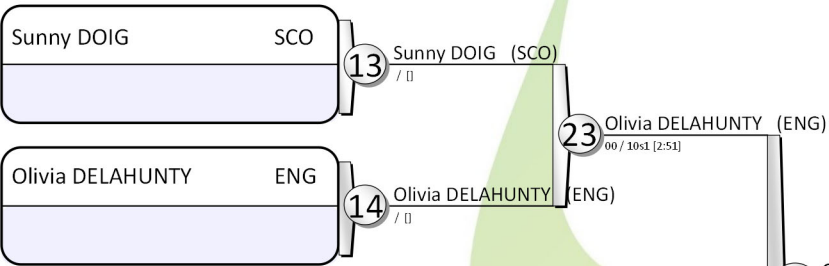 Sunny DOIG SCO
13
Sunny DOIG (SCO)
/ []
Olivia DELAHUNTY ENG
14
Olivia DELAHUNTY (ENG)
/ []
23
Olivia DELAHUNTY (ENG)
00 / 10s1 [2:51]